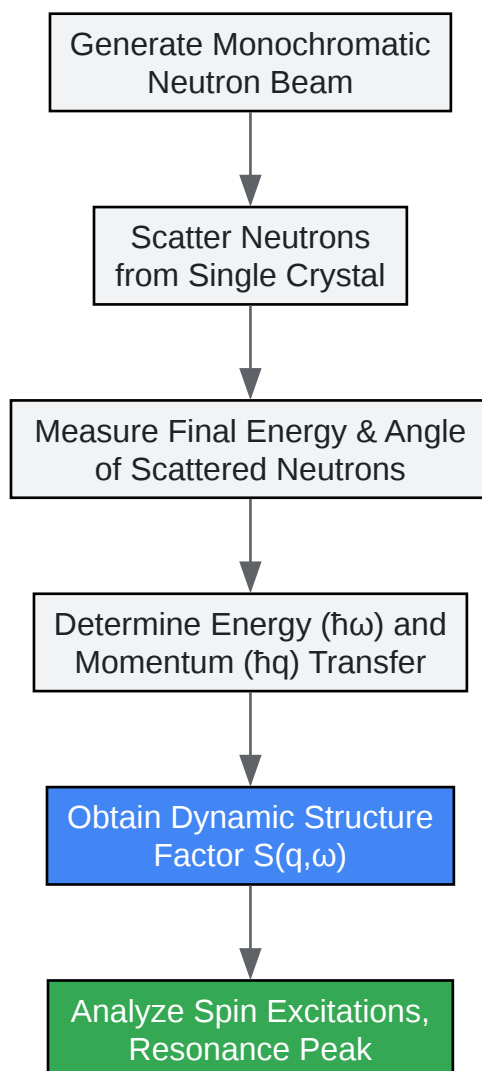 Generate Monochromatic
Neutron Beam
Scatter Neutrons
from Single Crystal
Measure Final Energy & Angle
of Scattered Neutrons
Determine Energy (ħω) and
Momentum (ħq) Transfer
Obtain Dynamic Structure
Factor S(q,ω)
Analyze Spin Excitations,
Resonance Peak